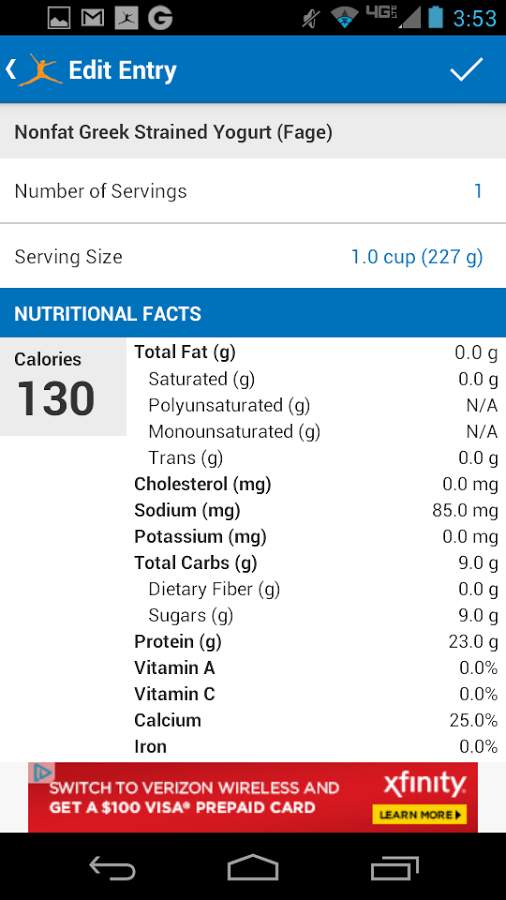 4G LTE 3:53
Edit Entry
Nonfat Greek Strained Yogurt (Fage)
Number of Servings 1
Serving Size 1.0 cup (227 g)
NUTRITIONAL FACTS
Calories
130
Total Fat (g) 0.0 g
Saturated (g) 0.0 g
Polyunsaturated (g) N/A
Monounsaturated (g) N/A
Trans (g) 0.0 g
Cholesterol (mg) 0.0 mg
Sodium (mg) 85.0 mg
Potassium (mg) 0.0 mg
Total Carbs (g) 9.0 g
Dietary Fiber (g) 0.0 g
Sugars (g) 9.0 g
Protein (g) 23.0 g
Vitamin A 0.0%
Vitamin C 0.0%
Calcium 25.0%
Iron 0.0%
SWITCH TO VERIZON WIRELESS AND
GET A $100 VISA® PREPAID CARD
xfinity
LEARN MORE